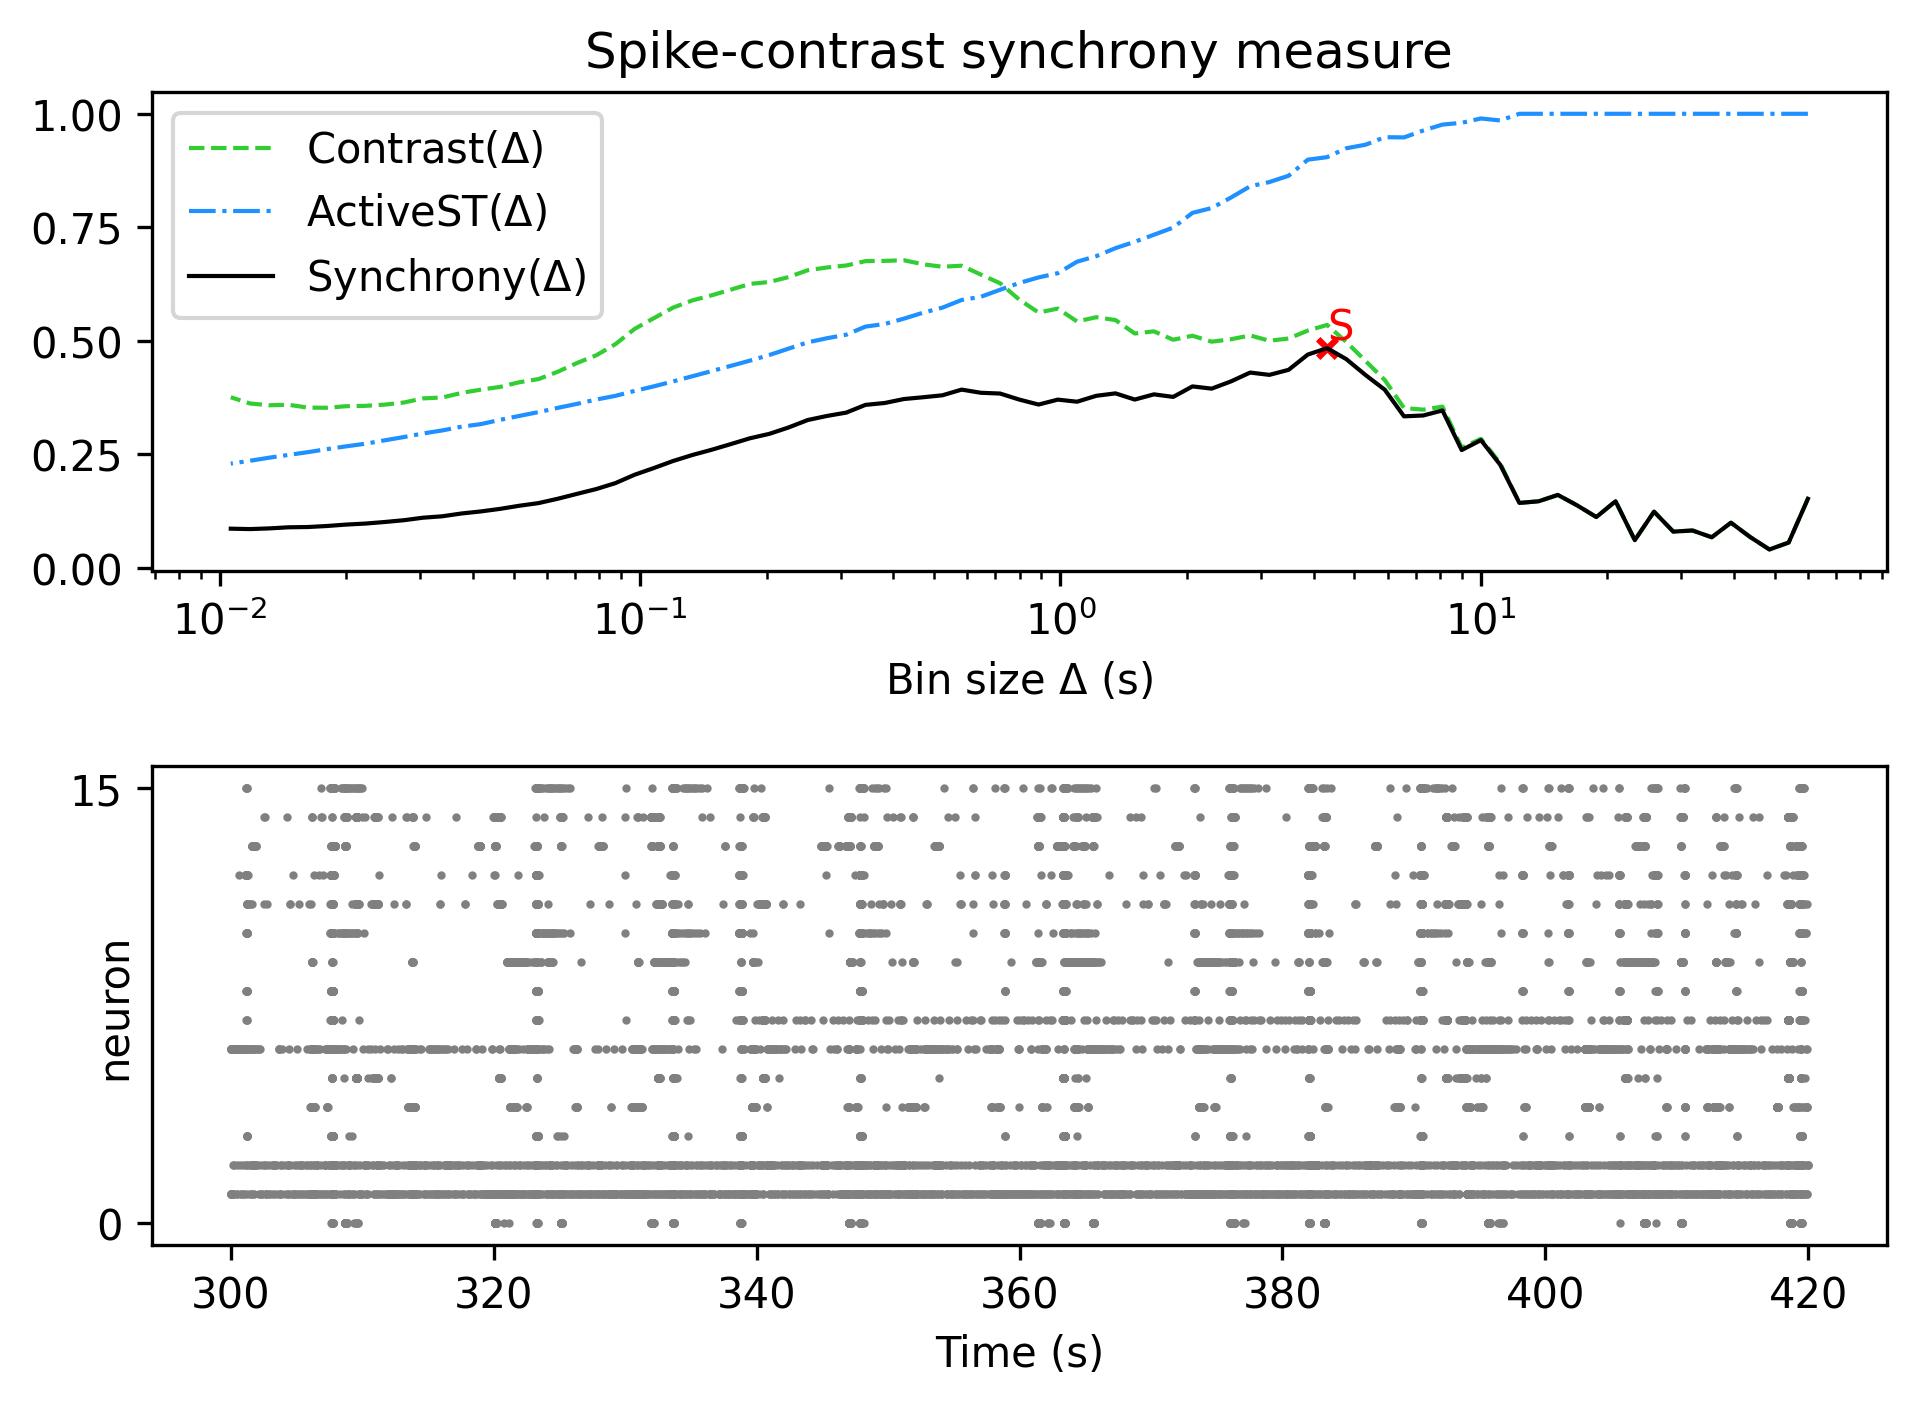 Spike-contrast synchrony measure
1.00
0.75
0.50
0.25
0.00
Contrast(Δ)
ActiveST(Δ)
Synchrony(Δ)
S
10⁻² 10⁻¹ 10⁰ 10¹
Bin size Δ (s)
15
0
neuron
300 320 340 360 380 400 420
Time (s)